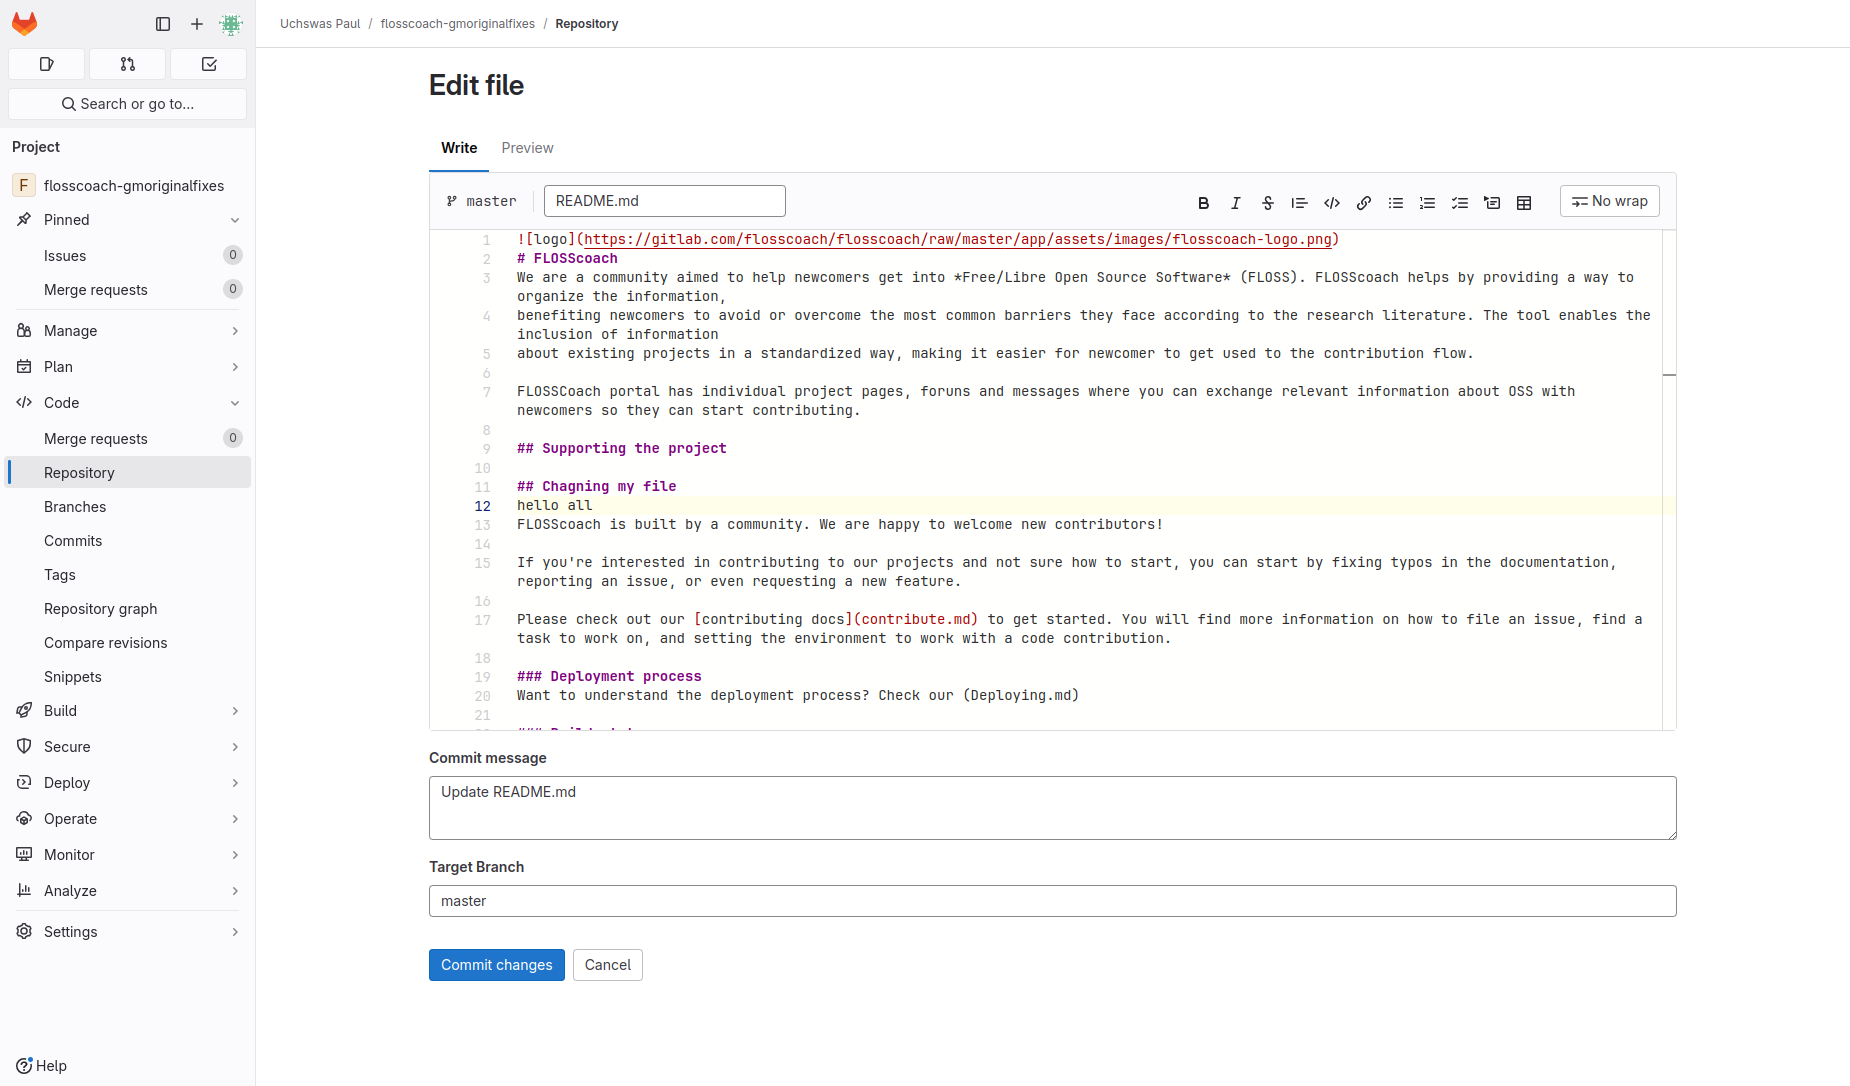 Uchswas Paul / flosscoach-gmoriginalfixes / Repository
Search or go to...
Project
F flosscoach-gmoriginalfixes
Pinned
Issues 0
Merge requests 0
Manage
Plan
Code
Merge requests 0
Repository
Branches
Commits
Tags
Repository graph
Compare revisions
Snippets
Build
Secure
Deploy
Operate
Monitor
Analyze
Settings
Help
Edit file
Write Preview
master README.md No wrap
1 ![logo](https://gitlab.com/flosscoach/flosscoach/raw/master/app/assets/images/flosscoach-logo.png)
2 # FLOSScoach
3 We are a community aimed to help newcomers get into *Free/Libre Open Source Software* (FLOSS). FLOSScoach helps by providing a way to
organize the information,
4 benefiting newcomers to avoid or overcome the most common barriers they face according to the research literature. The tool enables the
inclusion of information
5 about existing projects in a standardized way, making it easier for newcomer to get used to the contribution flow.
6
7 FLOSSCoach portal has individual project pages, foruns and messages where you can exchange relevant information about OSS with
newcomers so they can start contributing.
8
9 ## Supporting the project
10
11 ## Chagning my file
12 hello all
13 FLOSScoach is built by a community. We are happy to welcome new contributors!
14
15 If you're interested in contributing to our projects and not sure how to start, you can start by fixing typos in the documentation,
reporting an issue, or even requesting a new feature.
16
17 Please check out our [contributing docs](contribute.md) to get started. You will find more information on how to file an issue, find a
task to work on, and setting the environment to work with a code contribution.
18
19 ### Deployment process
20 Want to understand the deployment process? Check our (Deploying.md)
21
Commit message
Update README.md
Target Branch
master
Commit changes Cancel